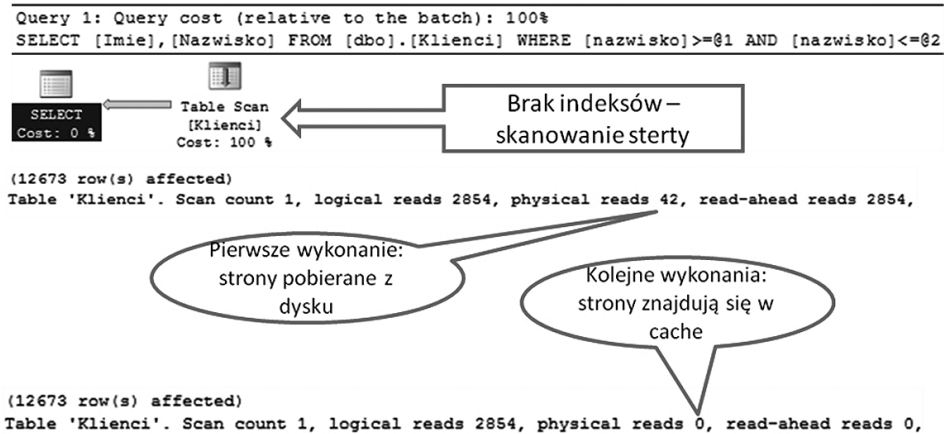 Query 1: Query cost (relative to the batch): 100%
SELECT [Imie],[Nazwisko] FROM [dbo].[Klienci] WHERE [nazwisko]>=@1 AND [nazwisko]<=@2
SELECT
Cost: 0 %
Table Scan
[Klienci]
Cost: 100 %
Brak indeksów –
skanowanie sterty
(12673 row(s) affected)
Table 'Klienci'. Scan count 1, logical reads 2854, physical reads 42, read-ahead reads 2854,
Pierwsze wykonanie:
strony pobierane z
dysku
Kolejne wykonania:
strony znajdują się w
cache
(12673 row(s) affected)
Table 'Klienci'. Scan count 1, logical reads 2854, physical reads 0, read-ahead reads 0,